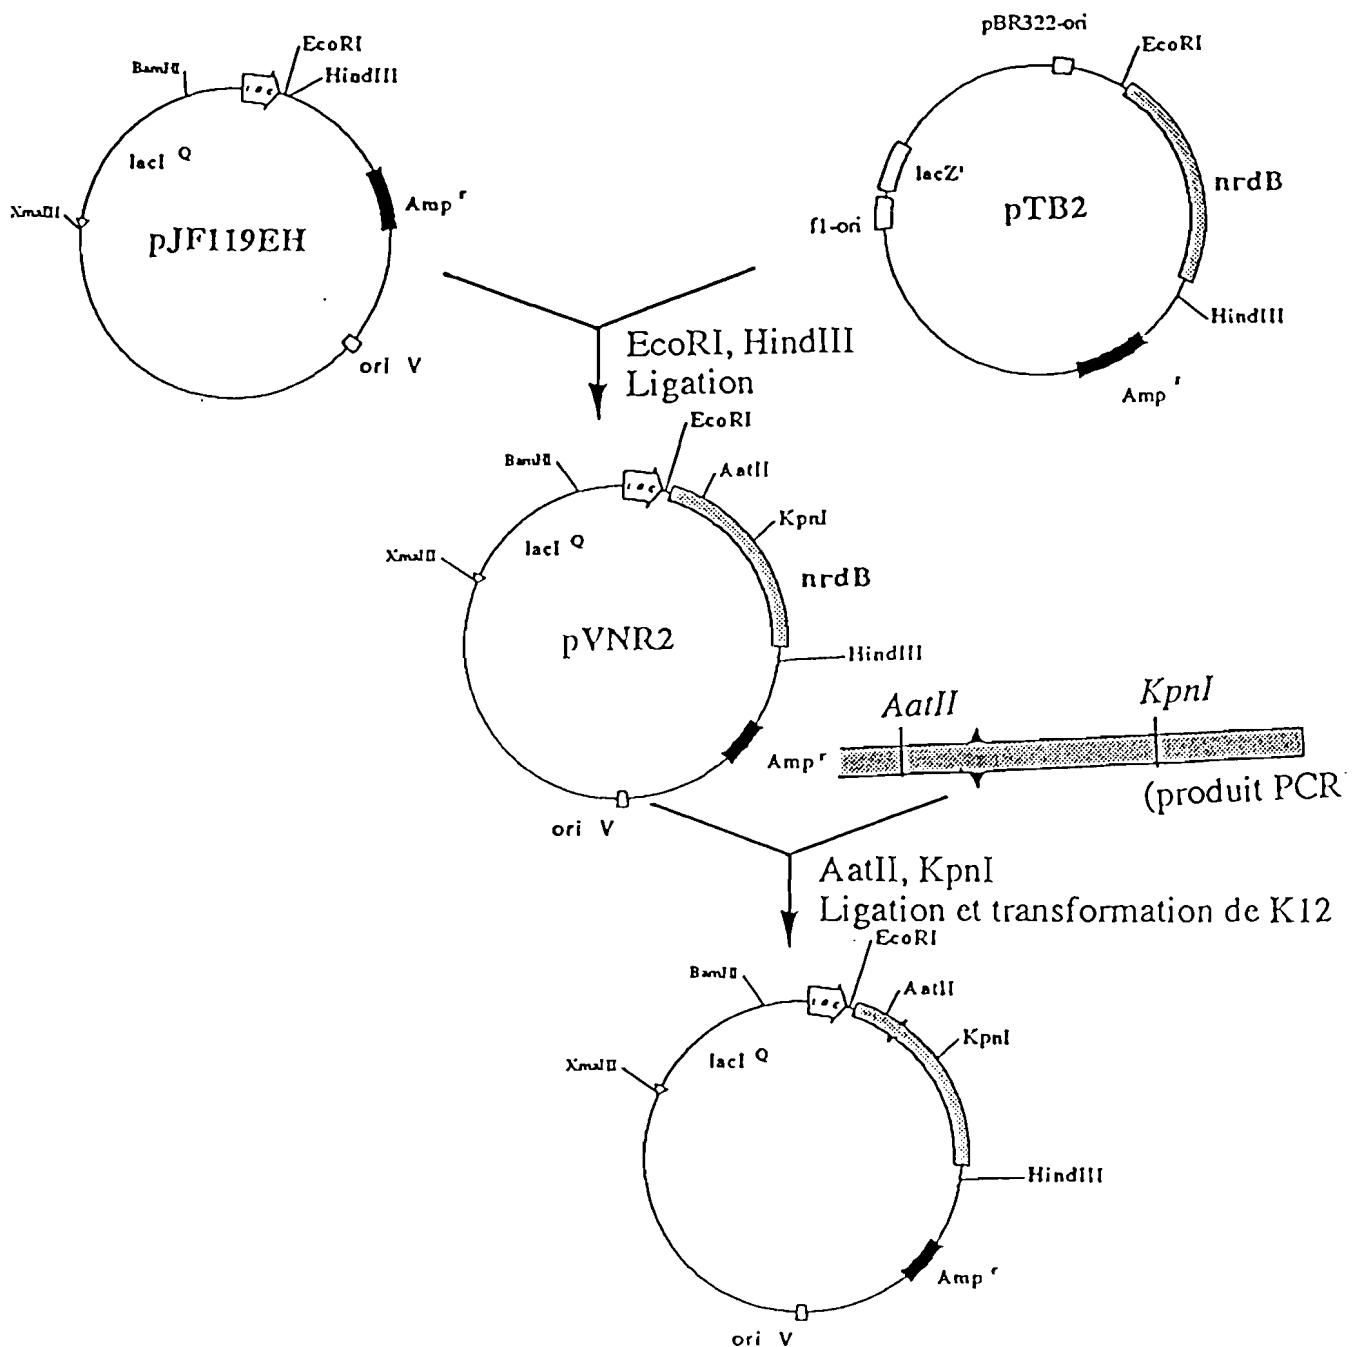 EcoRI
HindIII
BamHI
lacI Q
XmaIII
pJF119EH
Amp r
ori V
pBR322-ori
EcoRI
lacZ'
nrdB
f1-ori
pTB2
HindIII
Amp r
EcoRI, HindIII
Ligation
EcoRI
BamHI
AatII
KpnI
lacI Q
XmaIII
nrdB
pVNR2
HindIII
Amp r
ori V
AatII
KpnI
(produit PCR
AatII, KpnI
Ligation et transformation de K12
EcoRI
BamHI
AatII
KpnI
lacI Q
XmaIII
HindIII
Amp r
ori V